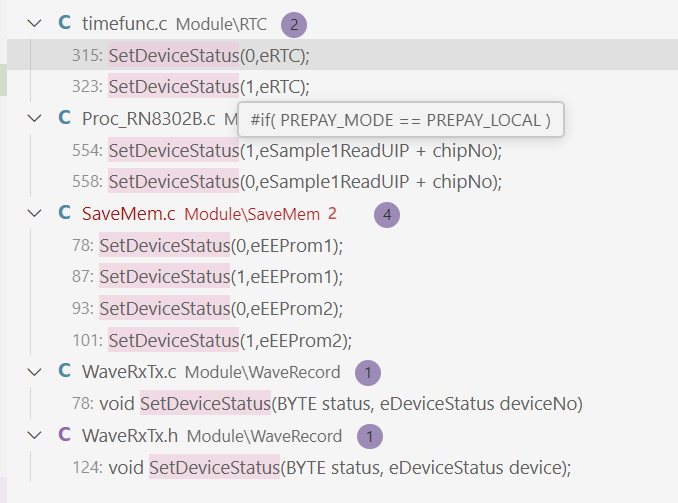 timefunc.c Module\RTC 2
315: SetDeviceStatus(0,eRTC);
323: SetDeviceStatus(1,eRTC);
Proc_RN8302B.c M
#if( PREPAY_MODE == PREPAY_LOCAL )
554: SetDeviceStatus(1,eSample1ReadUIP + chipNo);
558: SetDeviceStatus(0,eSample1ReadUIP + chipNo);
SaveMem.c Module\SaveMem 2 4
78: SetDeviceStatus(0,eEEProm1);
87: SetDeviceStatus(1,eEEProm1);
93: SetDeviceStatus(0,eEEProm2);
101: SetDeviceStatus(1,eEEProm2);
WaveRxTx.c Module\WaveRecord 1
78: void SetDeviceStatus(BYTE status, eDeviceStatus deviceNo)
WaveRxTx.h Module\WaveRecord 1
124: void SetDeviceStatus(BYTE status, eDeviceStatus device);